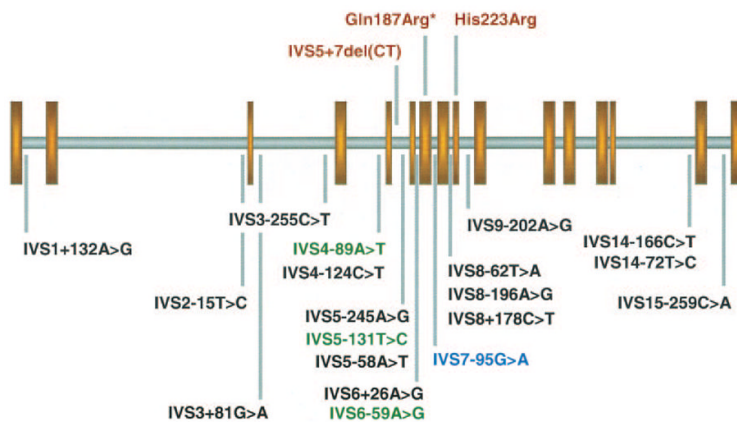 Gln187Arg*
His223Arg
IVS5+7del(CT)
IVS3-255C>T
IVS9-202A>G
IVS1+132A>G
IVS4-89A>T
IVS4-124C>T
IVS14-166C>T
IVS14-72T>C
IVS8-62T>A
IVS8-196A>G
IVS8+178C>T
IVS2-15T>C
IVS15-259C>A
IVS5-245A>G
IVS5-131T>C
IVS5-58A>T
IVS7-95G>A
IVS6+26A>G
IVS6-59A>G
IVS3+81G>A